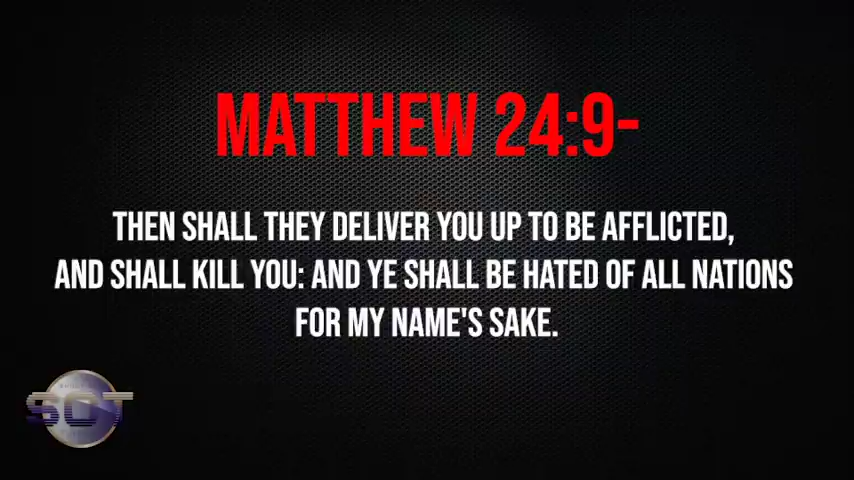 MATTHEW 24:9-
THEN SHALL THEY DELIVER YOU UP TO BE AFFLICTED,
AND SHALL KILL YOU: AND YE SHALL BE HATED OF ALL NATIONS
FOR MY NAME'S SAKE.
SCT